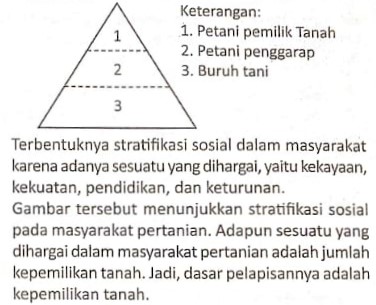 Keterangan:
1. Petani pemilik Tanah
2. Petani penggarap
3. Buruh tani
1
2
3
Terbentuknya stratifikasi sosial dalam masyarakat
karena adanya sesuatu yang dihargai, yaitu kekayaan,
kekuatan, pendidikan, dan keturunan.
Gambar tersebut menunjukkan stratifikasi sosial
pada masyarakat pertanian. Adapun sesuatu yang
dihargai dalam masyarakat pertanian adalah jumlah
kepemilikan tanah. Jadi, dasar pelapisannya adalah
kepemilikan tanah.